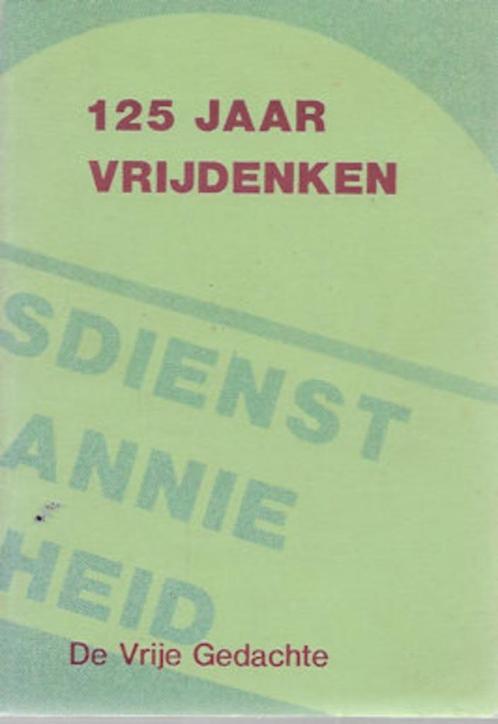 125 JAAR
VRIJDENKEN
SDIENST
ANNIE
HEID
De Vrije Gedachte